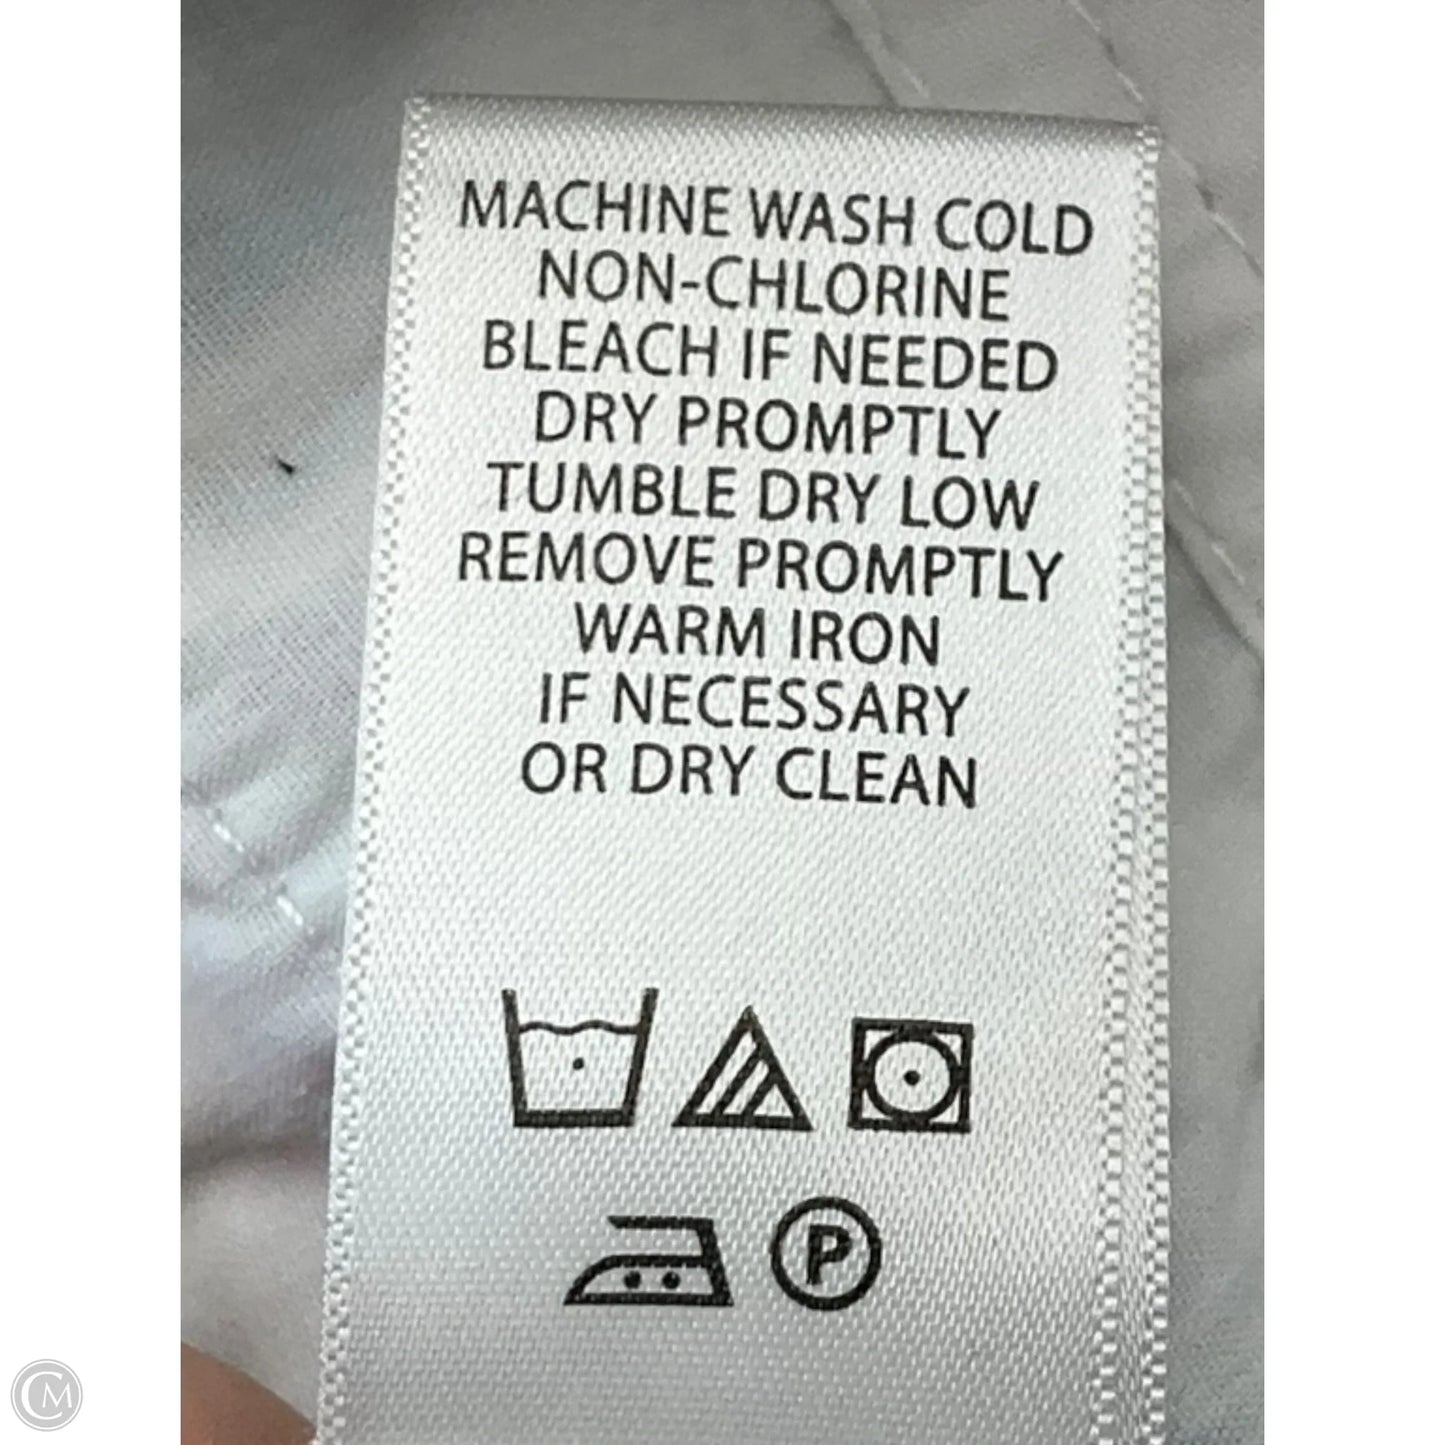 MACHINE WASH COLD
NON-CHLORINE
BLEACH IF NEEDED
DRY PROMPTLY
TUMBLE DRY LOW
REMOVE PROMPTLY
WARM IRON
IF NECESSARY
OR DRY CLEAN
P
CM